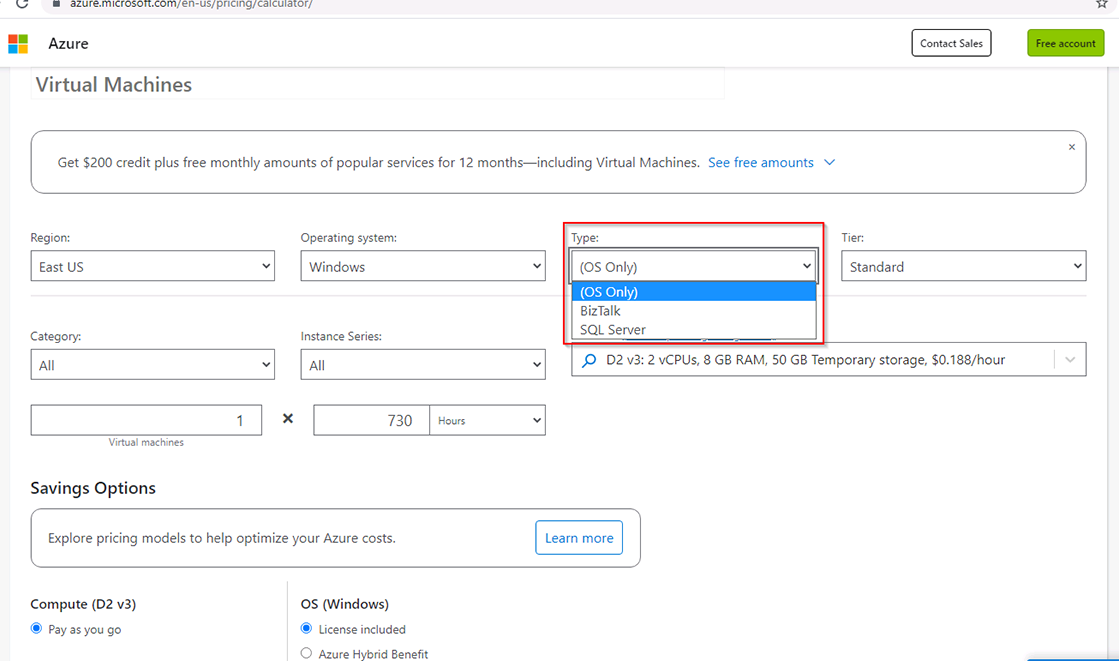 azure.microsoft.com/en-us/pricing/calculator/
Azure
Contact Sales
Free account
Virtual Machines
Get $200 credit plus free monthly amounts of popular services for 12 months—including Virtual Machines. See free amounts
×
Region:
Operating system:
Type:
Tier:
East US
Windows
(OS Only)
Standard
(OS Only)
BizTalk
SQL Server
Category:
Instance Series:
All
All
D2 v3: 2 vCPUs, 8 GB RAM, 50 GB Temporary storage, $0.188/hour
1
×
730
Hours
Virtual machines
Savings Options
Explore pricing models to help optimize your Azure costs.
Learn more
Compute (D2 v3)
OS (Windows)
Pay as you go
License included
Azure Hybrid Benefit